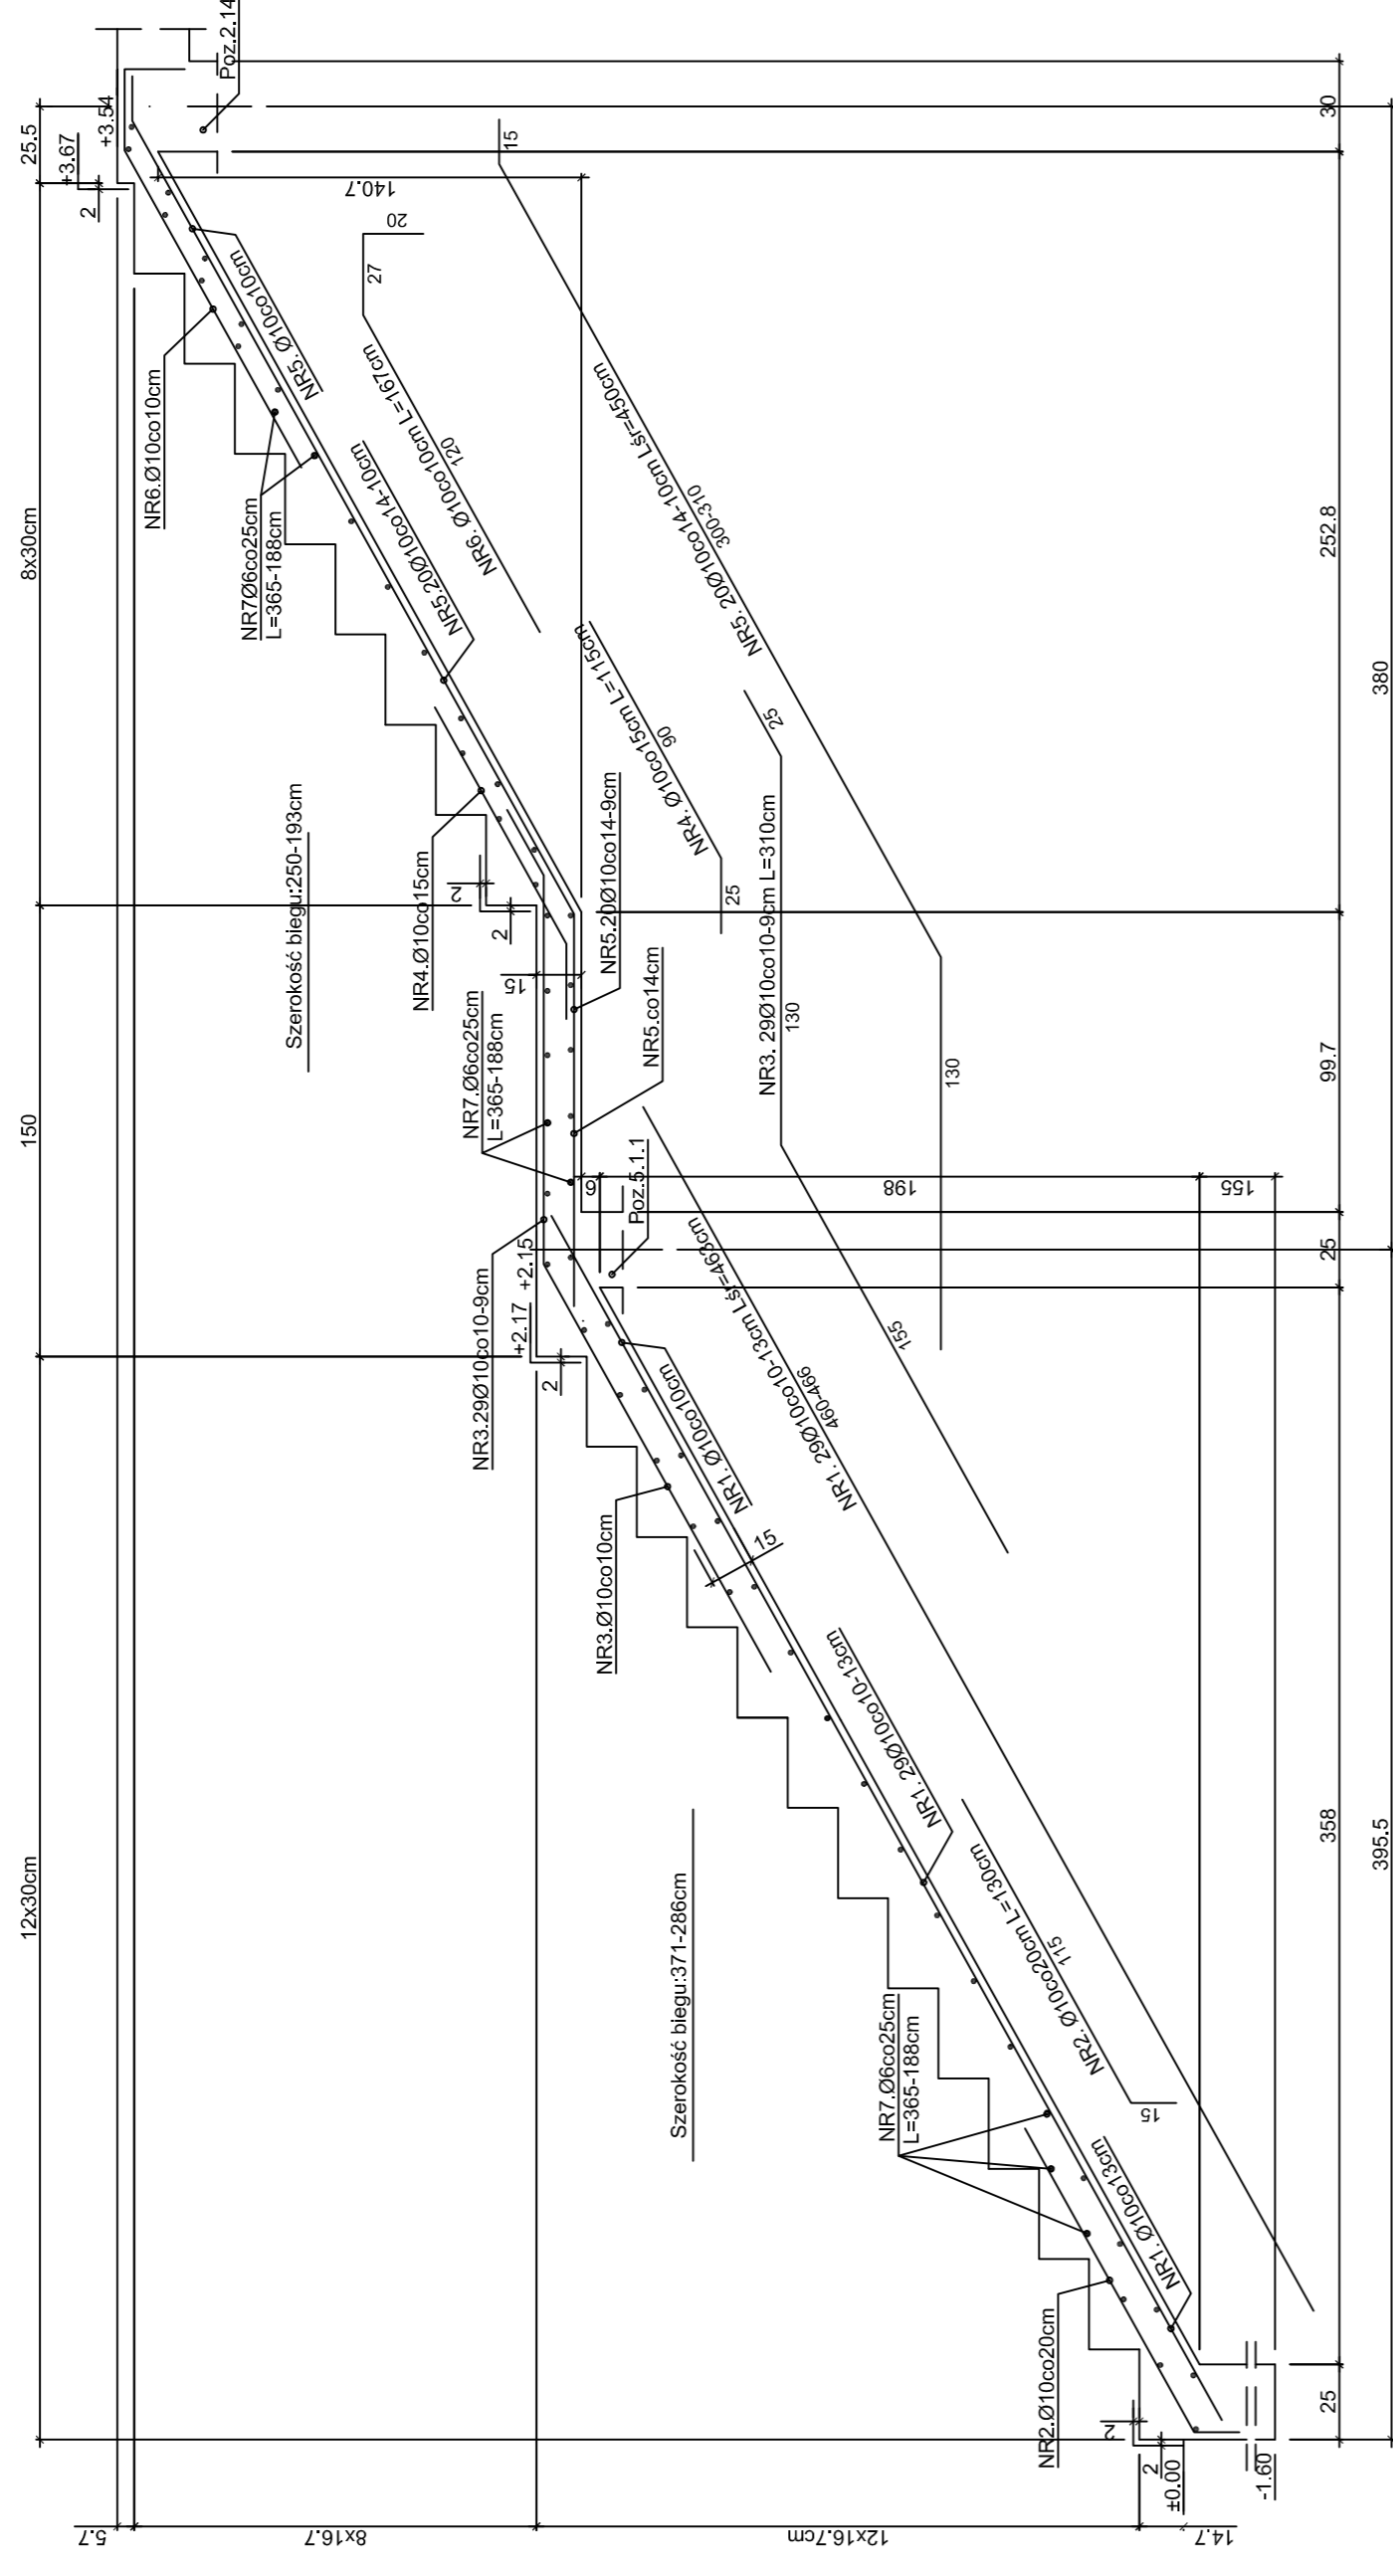 25.5
8x30cm
150
12x30cm
+3.67
+3.54
2
Poz.2.14
30
15
140.7
20
27
NR5. Ø10co10cm
NR6.Ø10co10cm
NR7Ø6co25cm
L=365-188cm
NR5.20Ø10co14-10cm
NR6. Ø10co10cm L=167cm
120
NR5. 20Ø10co14-10cm Lśr=450cm
300-310
252.8
380
Szerokość biegu:250-193cm
NR4.Ø10co15cm
2
2
15
NR4. Ø10co15cm L=115cm
90
25
25
NR5.20Ø10co14-9cm
NR5.co14cm
NR7.Ø6co25cm
L=365-188cm
NR3. 29Ø10co10-9cm L=310cm
130
130
99.7
Poz.5.1.1
6
198
155
25
+2.15
+2.17
2
NR3.29Ø10co10-9cm
NR1. Ø10co10cm
NR3.Ø10co10cm
15
NR1. 29Ø10co10-13cm Lśr=463cm
460-466
155
NR1. 29Ø10co10-13cm
358
395.5
Szerokość biegu:371-286cm
NR7.Ø6co25cm
L=365-188cm
NR2. Ø10co20cm L=130cm
115
15
NR1. Ø10co13cm
NR2.Ø10co20cm
2
2
±0.00
-1.60
25
5.7
8x16.7
12x16.7cm
14.7